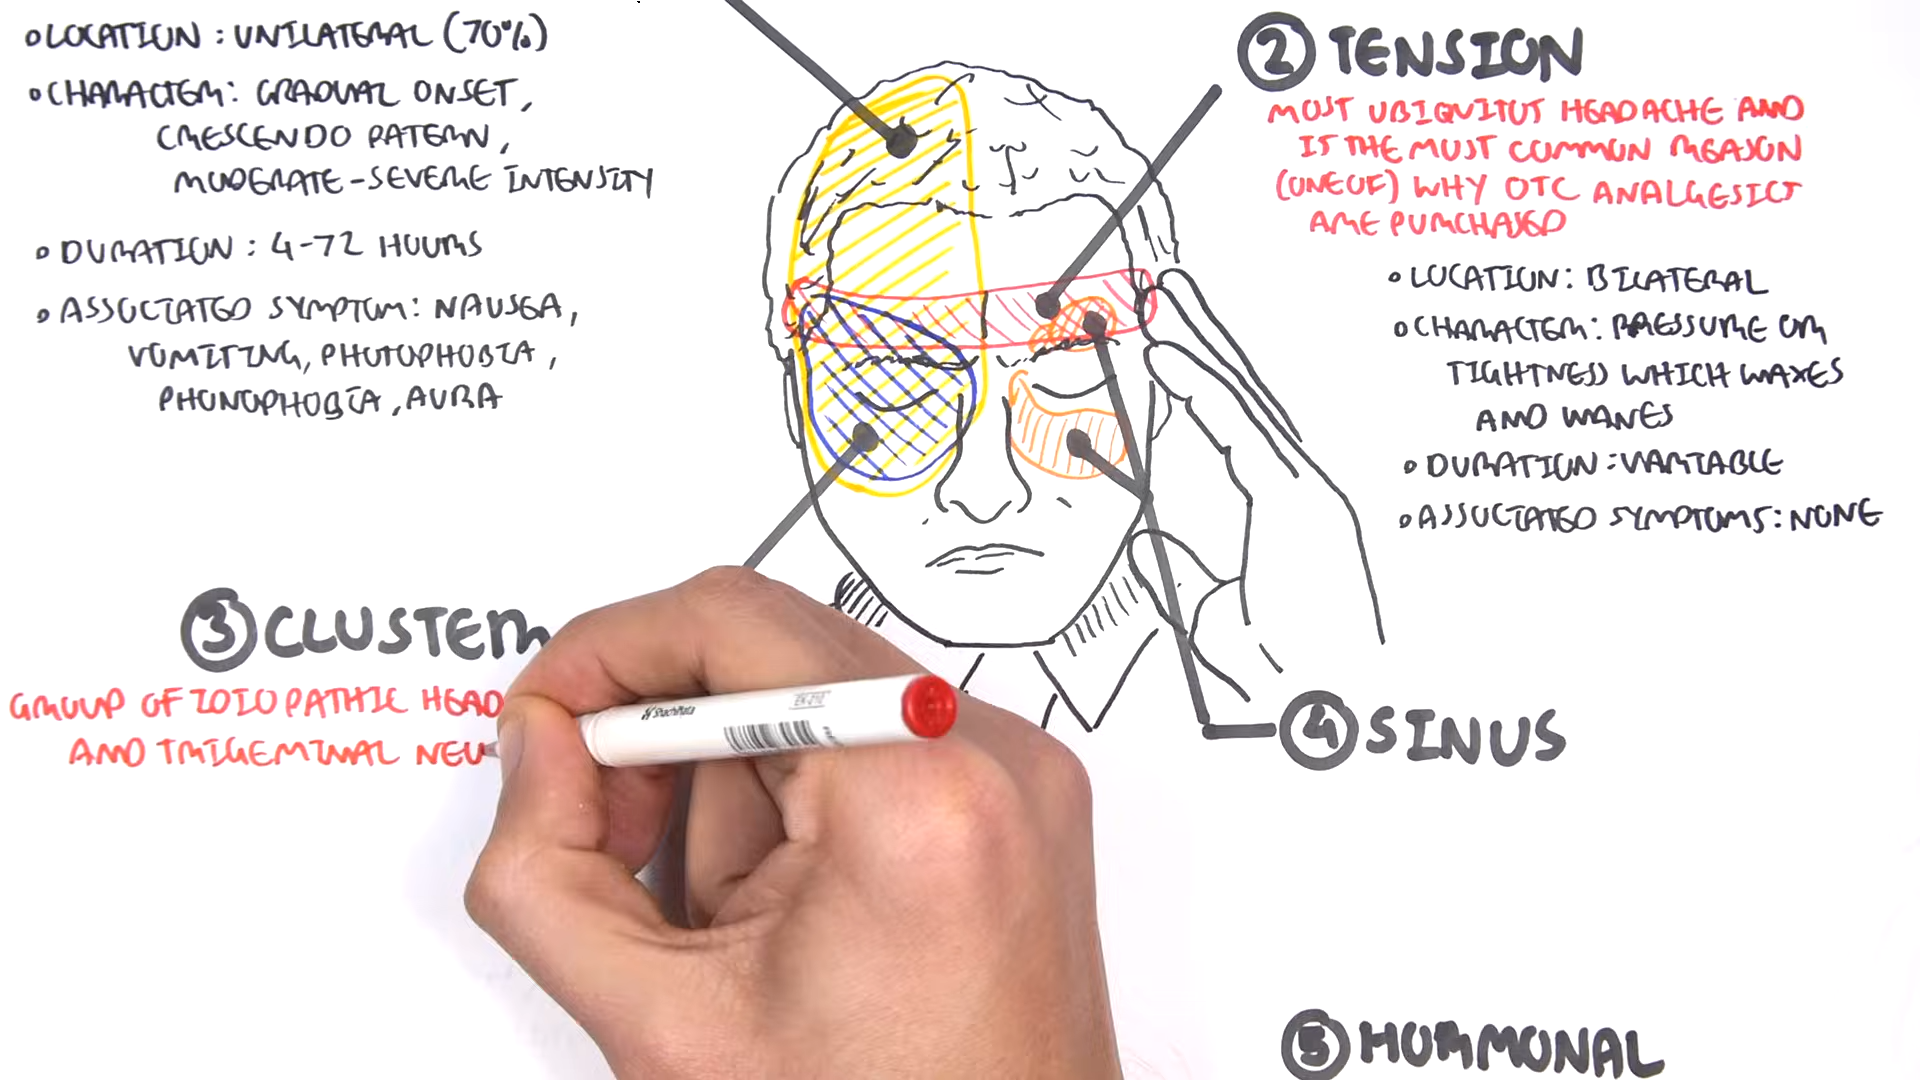 • LOCATION : UNILATERAL (70%)
• CHARACTER: GRADUAL ONSET,
CRESCENDO PATERN,
MODERATE-SEVERE INTENSITY
• DURATION : 4-72 HOURS
• ASSOCIATED SYMPTOM: NAUSEA,
VOMITING, PHOTOPHOBIA,
PHONOPHOBIA, AURA
② TENSION
MOST UBIQUITUS HEADACHE AND
IS THE MOST COMMON REASON
(ONE OF) WHY OTC ANALGESICS
ARE PURCHASED
• LOCATION: BILATERAL
• CHARACTER: PRESSURE OR
TIGHTNESS WHICH WAXES
AND WANES
• DURATION : VARIABLE
• ASSOCIATED SYMPTOMS: NONE
③ CLUSTER
GROUP OF IDIOPATHIC HEAD
AND TRIGEMINAL NEU
④ SINUS
⑤ HORMONAL